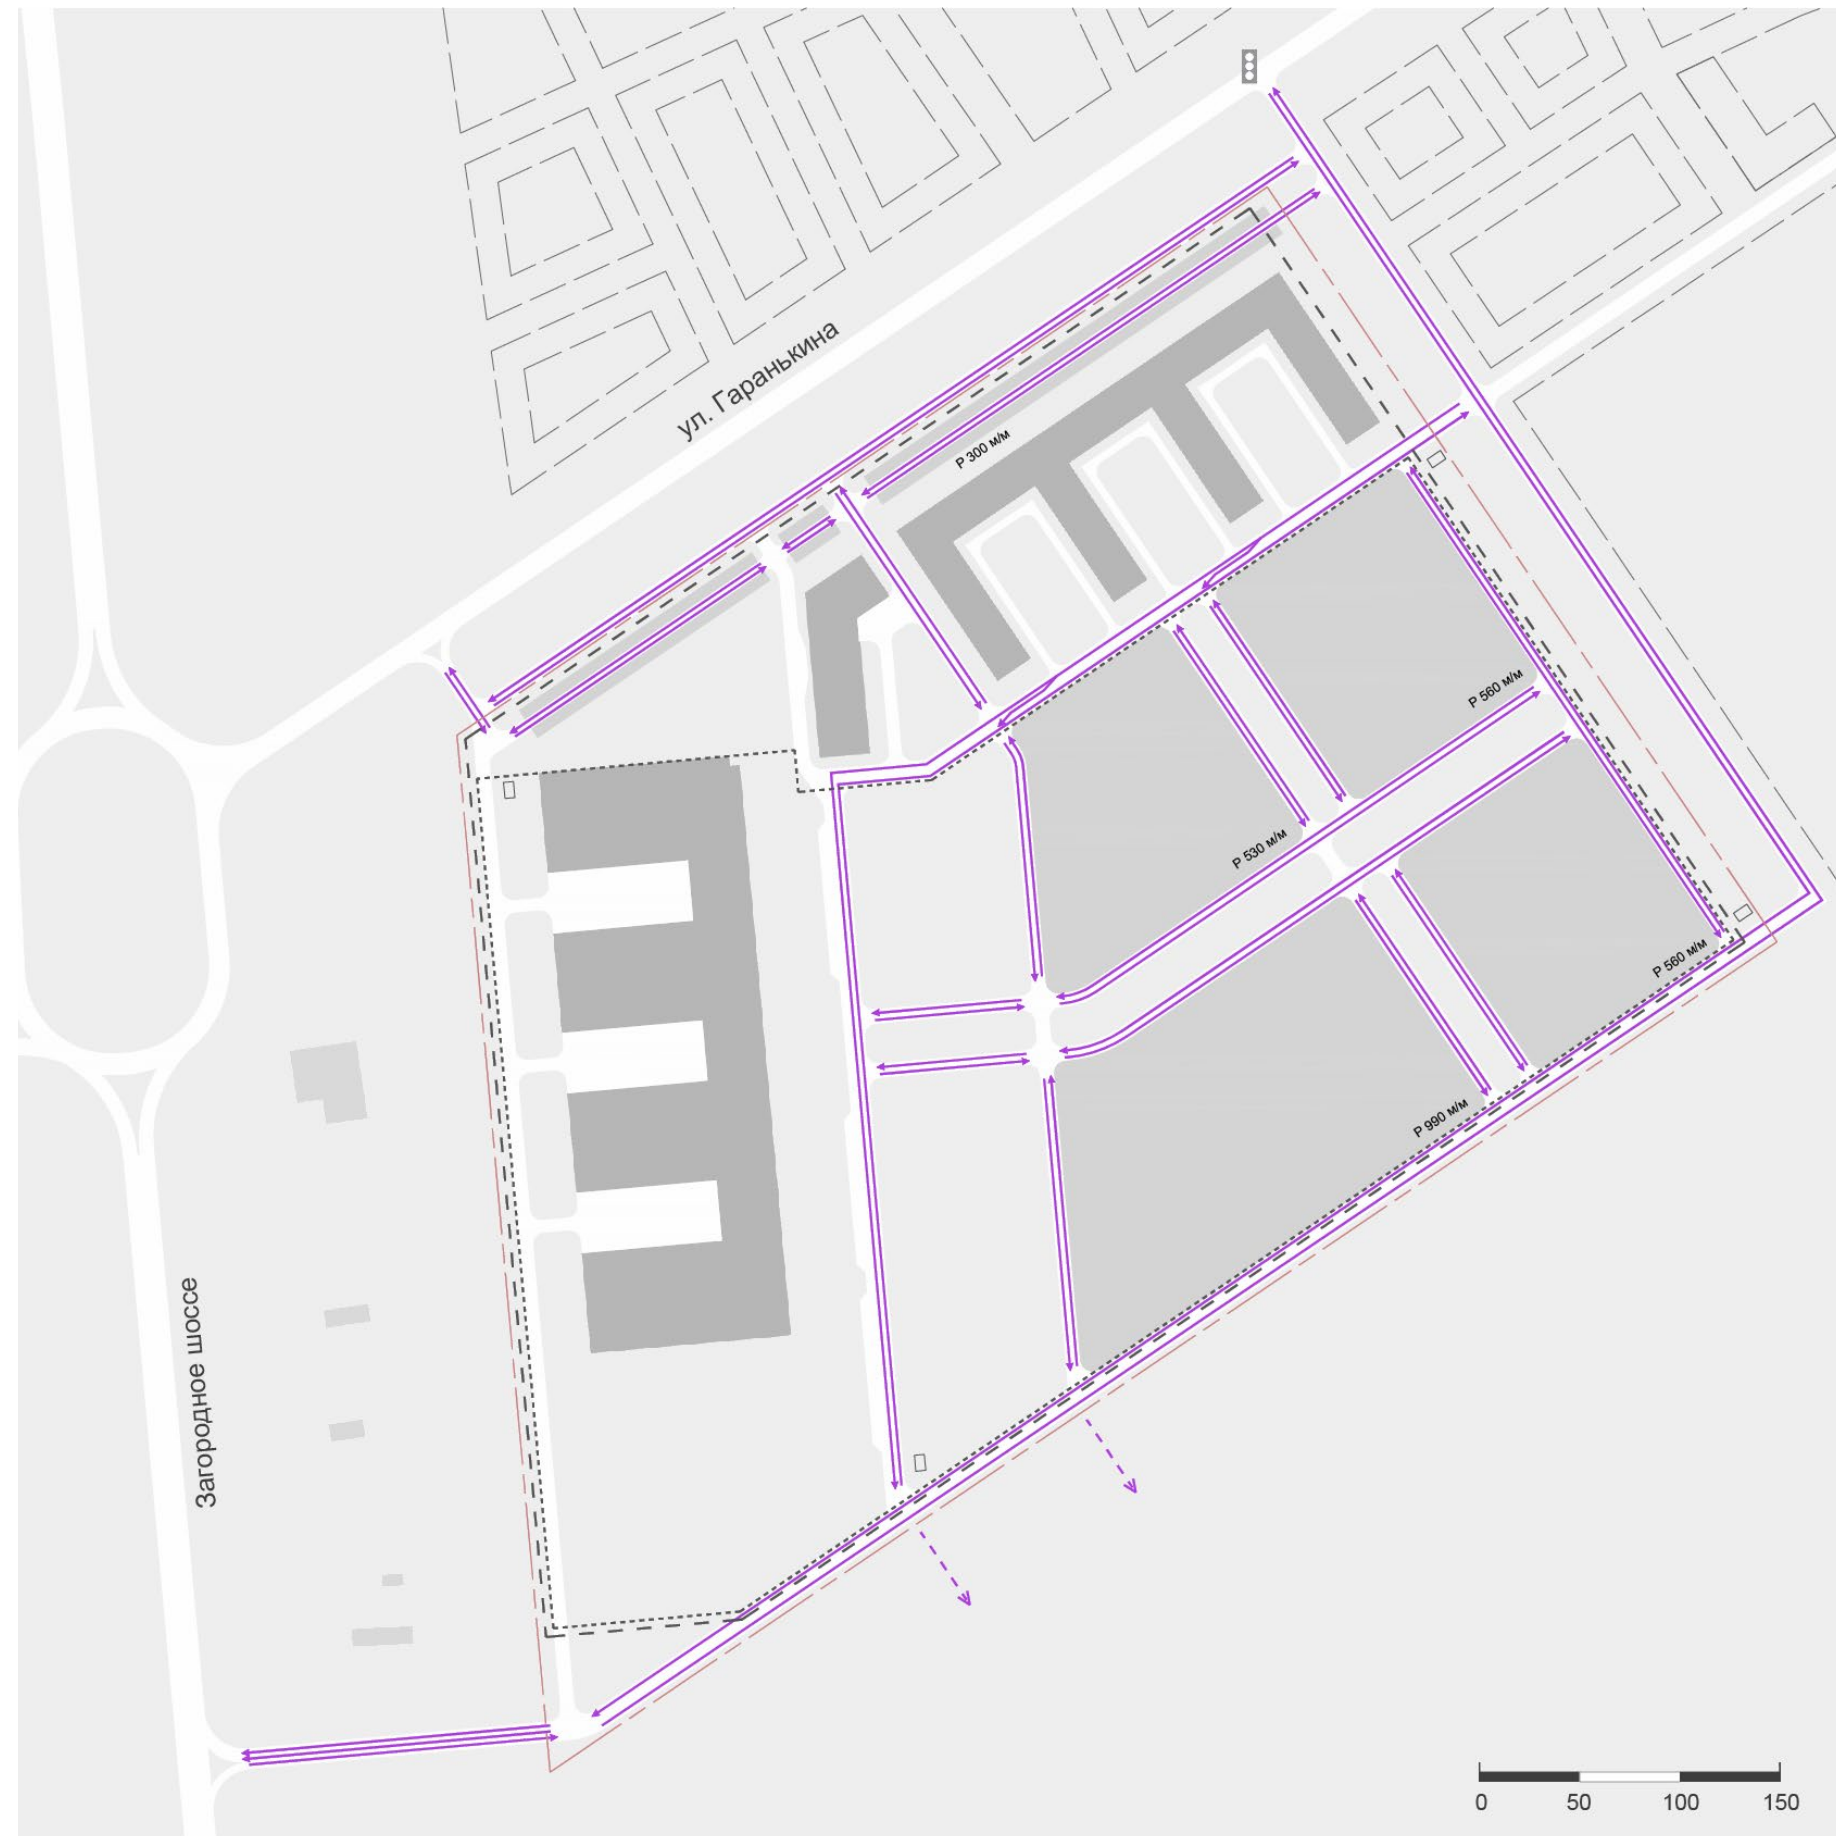 ул. Гаранькина
P 300 м/м
P 560 м/м
P 530 м/м
P 560 м/м
P 990 м/м
Загородное шоссе
0 50 100 150